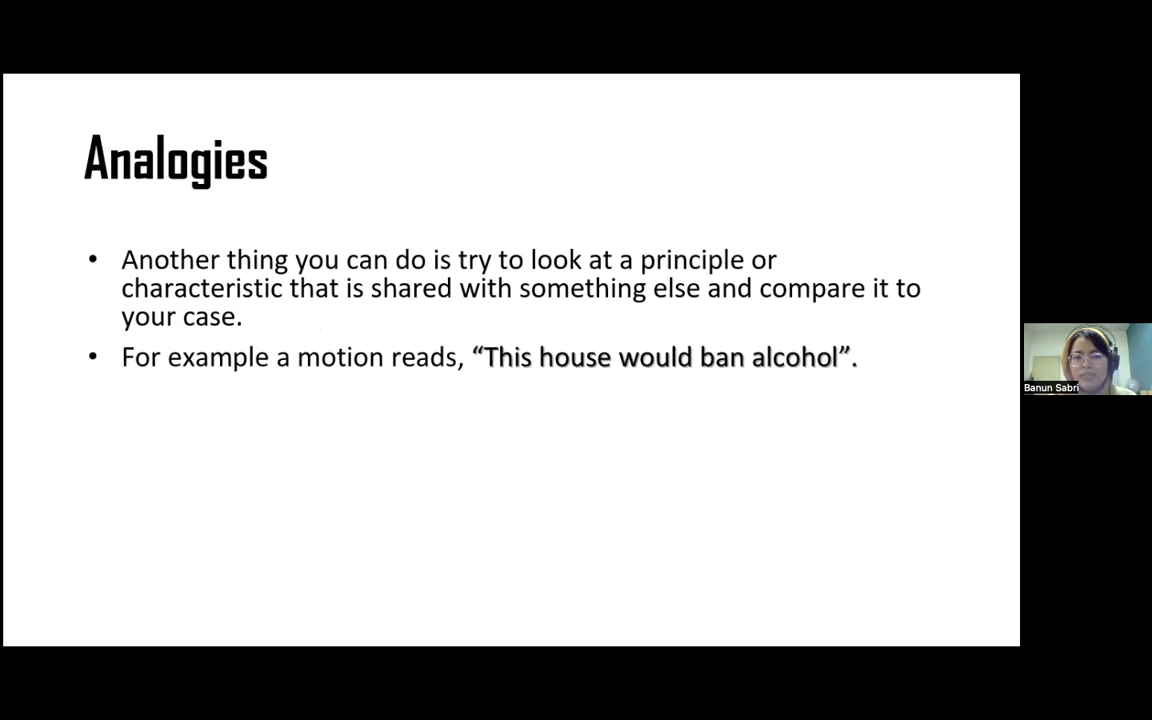 Analogies
• Another thing you can do is try to look at a principle or
characteristic that is shared with something else and compare it to
your case.
• For example a motion reads, “This house would ban alcohol”.
Banun Sabri